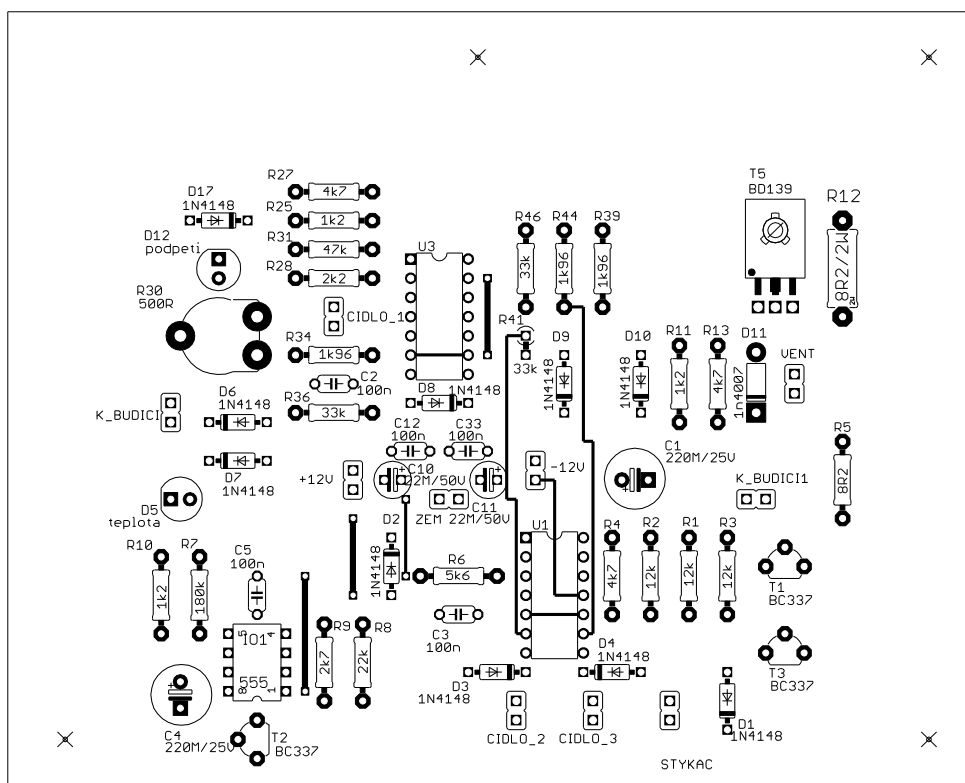 T5
BD139
R12
8R2/2W
2W
R27
4k7
D17
1N4148
R25
1k2
R46
R44
R39
33k
1k96
1k96
D12
podpeti
R31
47k
U3
R28
2k2
R30
500R
CIDLO_1
R41
33k
R34
1k96
D9
1N4148
D10
1N4148
R11
1k2
R13
4k7
D11
1n4007
VENT
C2
100n
D8
1N4148
R36
33k
K_BUDICI
D6
1N4148
C12
100n
C33
100n
R5
8R2
D7
1N4148
+12V
C10
22M/50V
-12V
C1
220M/25V
K_BUDICI1
D5
teplota
ZEM
C11
22M/50V
D2
1N4148
U1
R4
4k7
R2
12k
R1
12k
R3
12k
R10
1k2
R7
180k
C5
100n
R6
5k6
T1
BC337
C3
100n
IO1
555
5
4
8
1
R9
2k7
R8
22k
D3
1N4148
D4
1N4148
T3
BC337
C4
220M/25V
T2
BC337
CIDLO_2
CIDLO_3
D1
1N4148
STYKAC